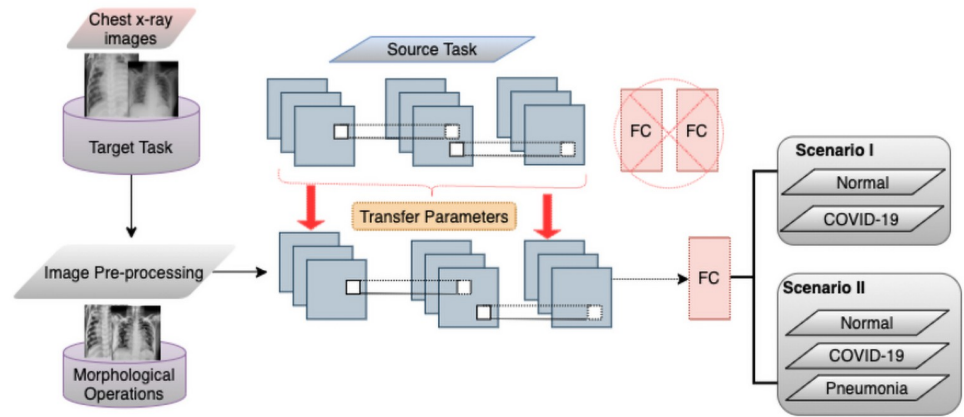 Chest x-ray
images
Target Task
Image Pre-processing
Morphological
Operations
Source Task
FC
FC
Transfer Parameters
FC
Scenario I
Normal
COVID-19
Scenario II
Normal
COVID-19
Pneumonia